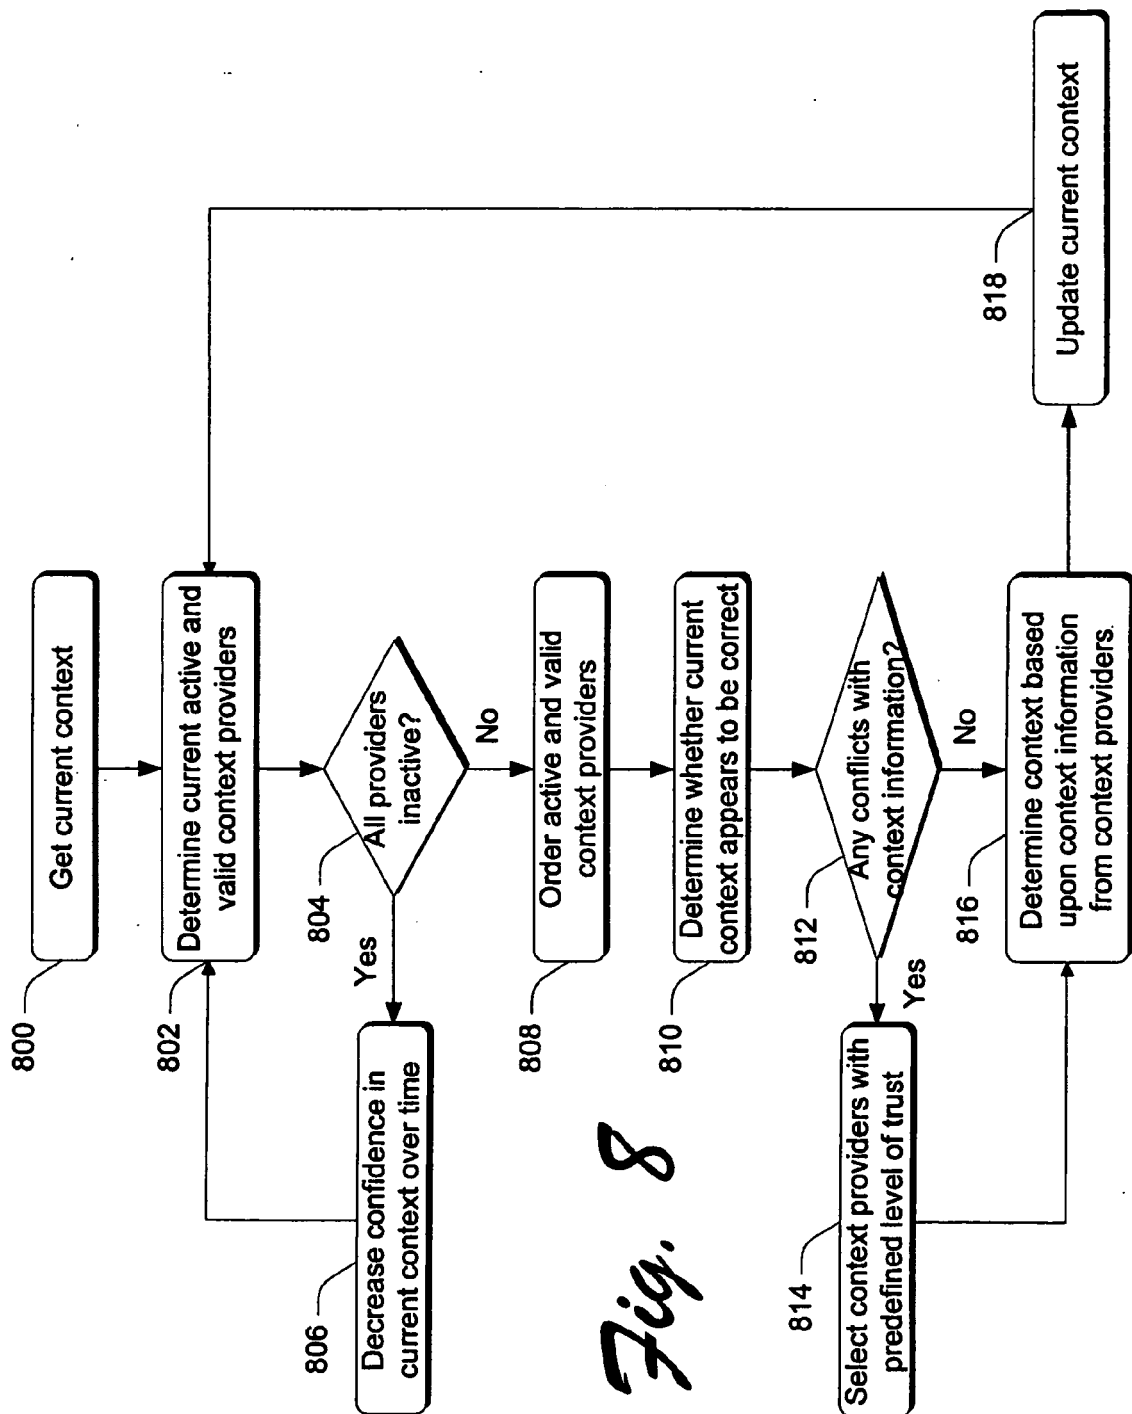 800
Get current context
802
Determine current active and
valid context providers
804
All providers
inactive?
Yes
No
806
Decrease confidence in
current context over time
808
Order active and valid
context providers
810
Determine whether current
context appears to be correct
812
Any conflicts with
context information?
Yes
No
814
Select context providers with
predefined level of trust
816
Determine context based
upon context information
from context providers
818
Update current context
Fig. 8